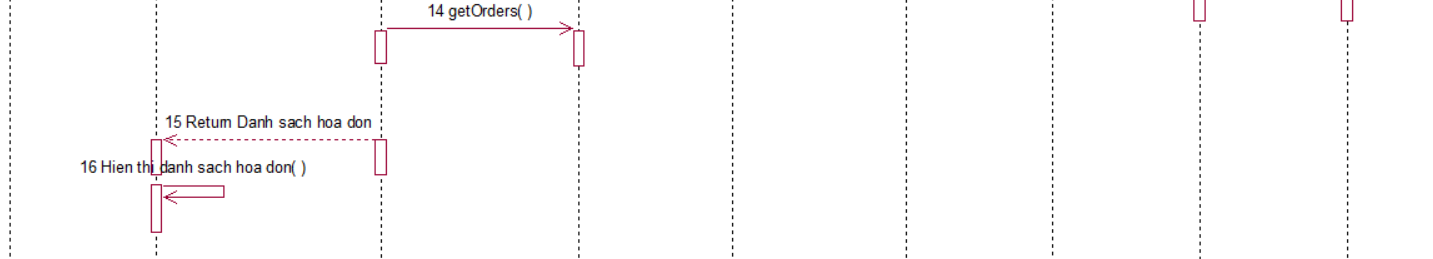 14 getOrders( )
15 Return Danh sach hoa don
16 Hien thi danh sach hoa don( )